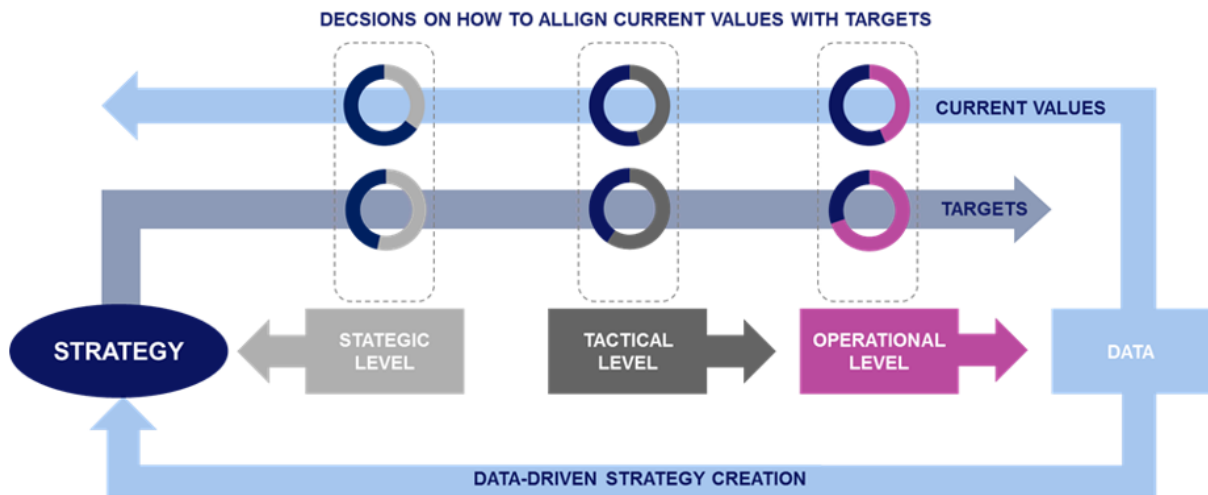 DECSIONS ON HOW TO ALLIGN CURRENT VALUES WITH TARGETS
CURRENT VALUES
TARGETS
STRATEGY
STATEGIC
LEVEL
TACTICAL
LEVEL
OPERATIONAL
LEVEL
DATA
DATA-DRIVEN STRATEGY CREATION